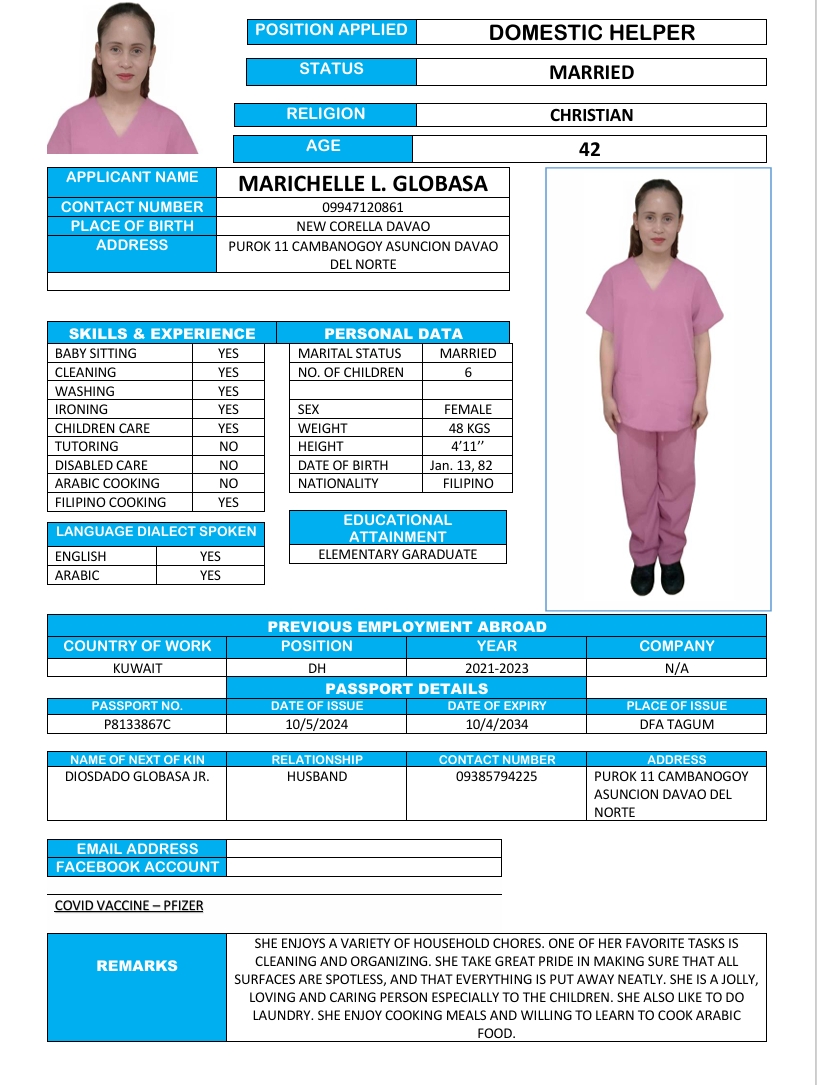 POSITION APPLIED DOMESTIC HELPER
STATUS MARRIED
RELIGION CHRISTIAN
AGE 42
APPLICANT NAME MARICHELLE L. GLOBASA
CONTACT NUMBER 09947120861
PLACE OF BIRTH NEW CORELLA DAVAO
ADDRESS PUROK 11 CAMBANOGOY ASUNCION DAVAO
DEL NORTE
SKILLS & EXPERIENCE
BABY SITTING YES
CLEANING YES
WASHING YES
IRONING YES
CHILDREN CARE YES
TUTORING NO
DISABLED CARE NO
ARABIC COOKING NO
FILIPINO COOKING YES
PERSONAL DATA
MARITAL STATUS MARRIED
NO. OF CHILDREN 6
SEX FEMALE
WEIGHT 48 KGS
HEIGHT 4’11’’
DATE OF BIRTH Jan. 13, 82
NATIONALITY FILIPINO
LANGUAGE DIALECT SPOKEN
ENGLISH YES
ARABIC YES
EDUCATIONAL
ATTAINMENT
ELEMENTARY GARADUATE
PREVIOUS EMPLOYMENT ABROAD
COUNTRY OF WORK POSITION YEAR COMPANY
KUWAIT DH 2021-2023 N/A
PASSPORT DETAILS
PASSPORT NO. DATE OF ISSUE DATE OF EXPIRY PLACE OF ISSUE
P8133867C 10/5/2024 10/4/2034 DFA TAGUM
NAME OF NEXT OF KIN RELATIONSHIP CONTACT NUMBER ADDRESS
DIOSDADO GLOBASA JR. HUSBAND 09385794225 PUROK 11 CAMBANOGOY
ASUNCION DAVAO DEL
NORTE
EMAIL ADDRESS
FACEBOOK ACCOUNT
COVID VACCINE – PFIZER
REMARKS
SHE ENJOYS A VARIETY OF HOUSEHOLD CHORES. ONE OF HER FAVORITE TASKS IS
CLEANING AND ORGANIZING. SHE TAKE GREAT PRIDE IN MAKING SURE THAT ALL
SURFACES ARE SPOTLESS, AND THAT EVERYTHING IS PUT AWAY NEATLY. SHE IS A JOLLY,
LOVING AND CARING PERSON ESPECIALLY TO THE CHILDREN. SHE ALSO LIKE TO DO
LAUNDRY. SHE ENJOY COOKING MEALS AND WILLING TO LEARN TO COOK ARABIC
FOOD.